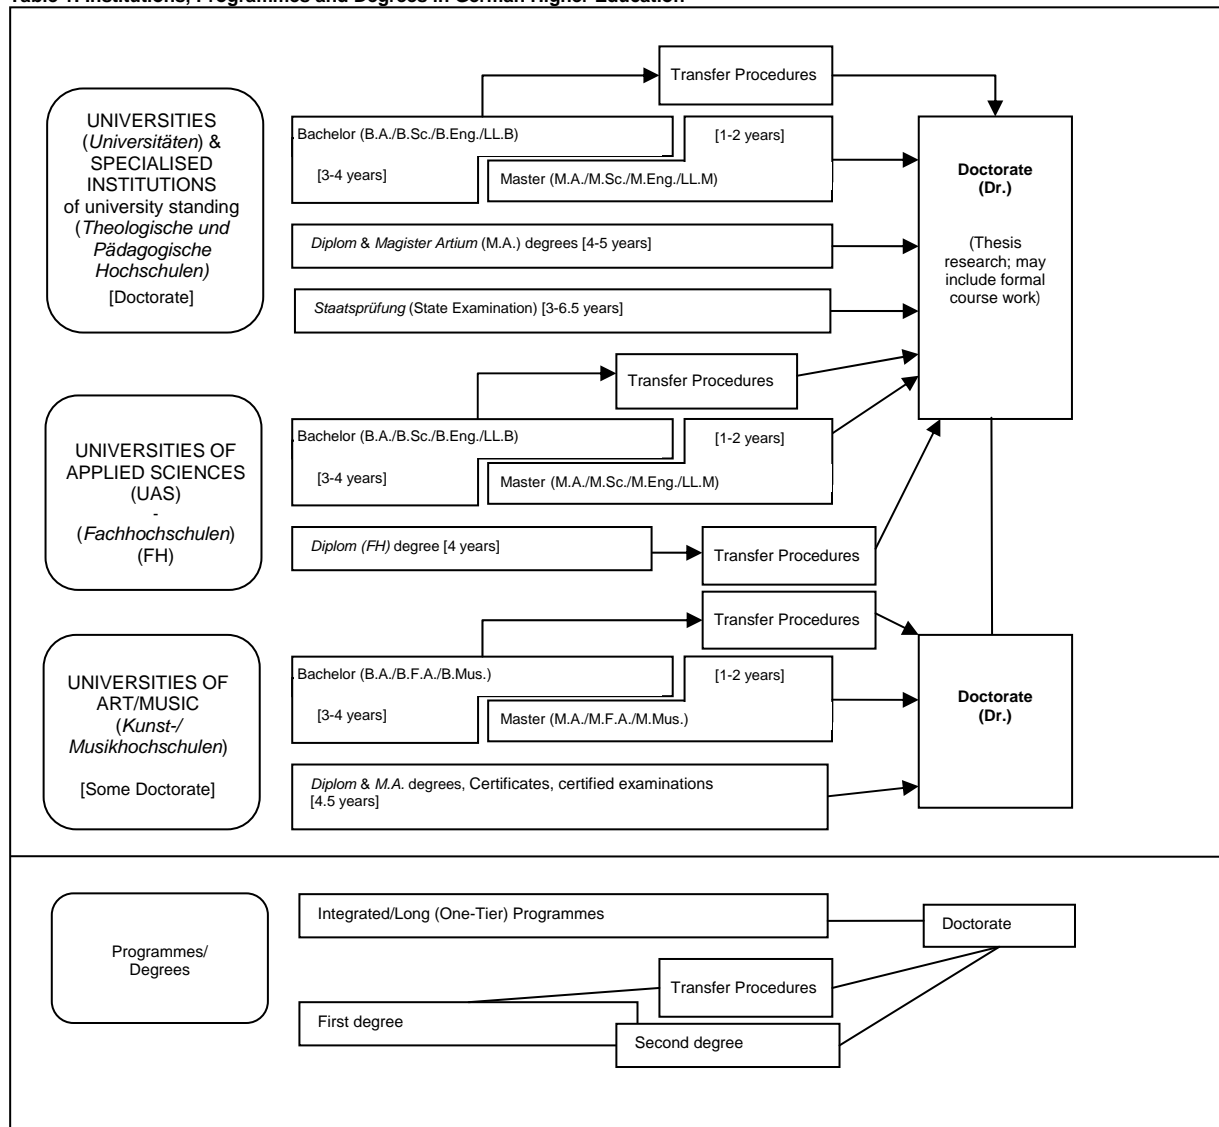 Table 1: Institutions, Programmes and Degrees in German Higher Education
Transfer Procedures
UNIVERSITIES
(Universitäten) &
SPECIALISED
INSTITUTIONS
of university standing
(Theologische und
Pädagogische
Hochschulen)
[Doctorate]
Bachelor (B.A./B.Sc./B.Eng./LL.B)
[3-4 years]
[1-2 years]
Master (M.A./M.Sc./M.Eng./LL.M)
Diplom & Magister Artium (M.A.) degrees [4-5 years]
Staatsprüfung (State Examination) [3-6.5 years]
Doctorate
(Dr.)
(Thesis
research; may
include formal
course work)
Transfer Procedures
UNIVERSITIES OF
APPLIED SCIENCES
(UAS)
-
(Fachhochschulen)
(FH)
Bachelor (B.A./B.Sc./B.Eng./LL.B)
[3-4 years]
[1-2 years]
Master (M.A./M.Sc./M.Eng./LL.M)
Diplom (FH) degree [4 years]
Transfer Procedures
Transfer Procedures
UNIVERSITIES OF
ART/MUSIC
(Kunst-/
Musikhochschulen)
[Some Doctorate]
Bachelor (B.A./B.F.A./B.Mus.)
[3-4 years]
[1-2 years]
Master (M.A./M.F.A./M.Mus.)
Diplom & M.A. degrees, Certificates, certified examinations
[4.5 years]
Doctorate
(Dr.)
Programmes/
Degrees
Integrated/Long (One-Tier) Programmes
Doctorate
Transfer Procedures
First degree
Second degree